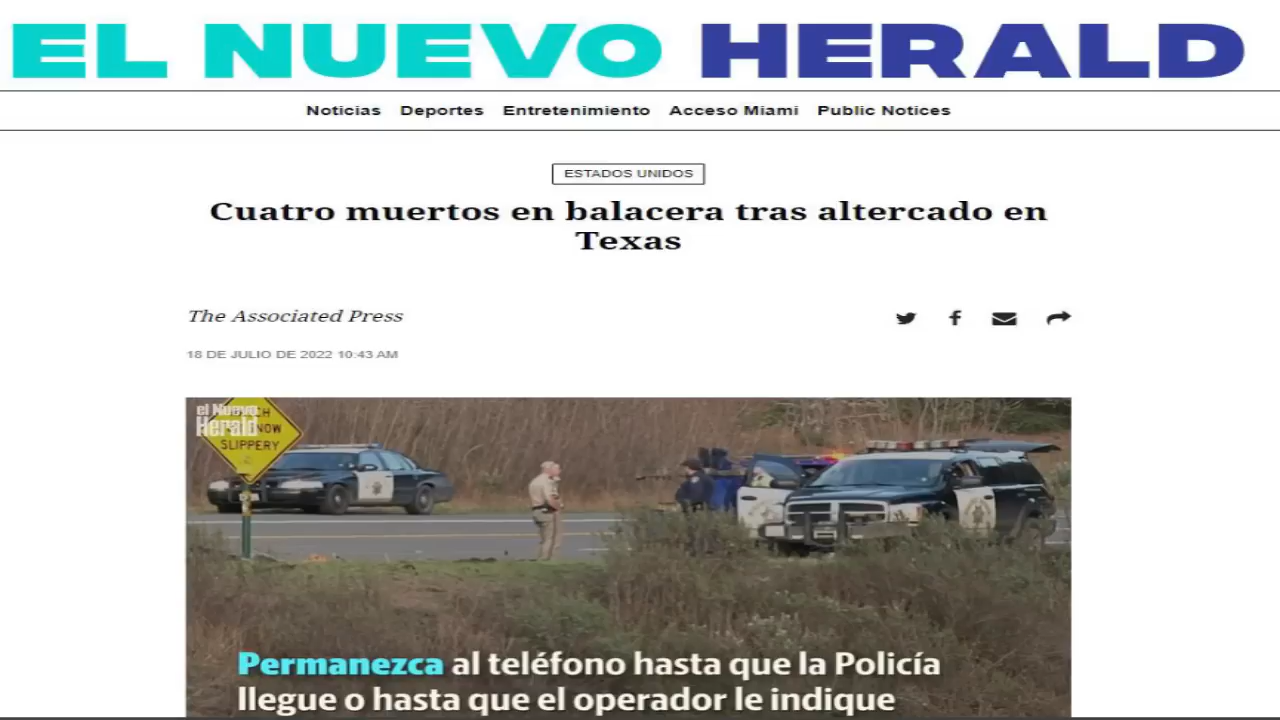 EL NUEVO HERALD
Noticias Deportes Entretenimiento Acceso Miami Public Notices
ESTADOS UNIDOS
Cuatro muertos en balacera tras altercado en
Texas
The Associated Press
18 DE JULIO DE 2022 10:43 AM
el Nuevo
Herald
SLIPPERY
Permanezca al teléfono hasta que la Policía
llegue o hasta que el operador le indique